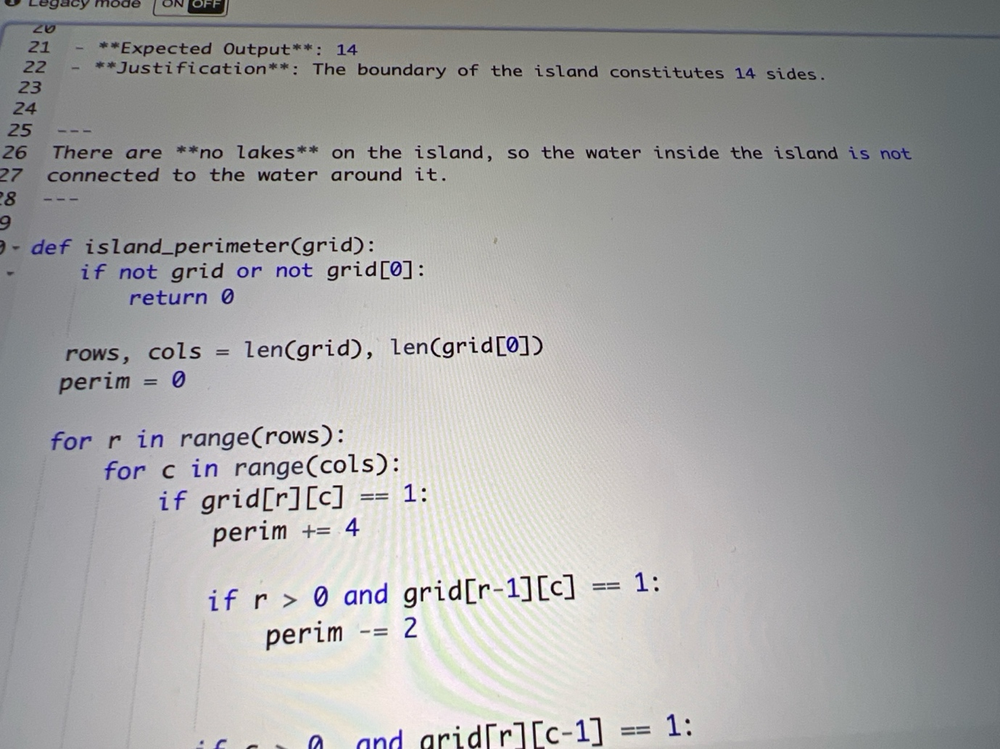 Legacy mode ON OFF
20
21 - **Expected Output**: 14
22 - **Justification**: The boundary of the island constitutes 14 sides.
23
24
25 ---
26 There are **no lakes** on the island, so the water inside the island is not
27 connected to the water around it.
28 ---
9
def island_perimeter(grid):
if not grid or not grid[0]:
return 0
rows, cols = len(grid), len(grid[0])
perim = 0
for r in range(rows):
for c in range(cols):
if grid[r][c] == 1:
perim += 4
if r > 0 and grid[r-1][c] == 1:
perim -= 2
if c > 0 and grid[r][c-1] == 1: